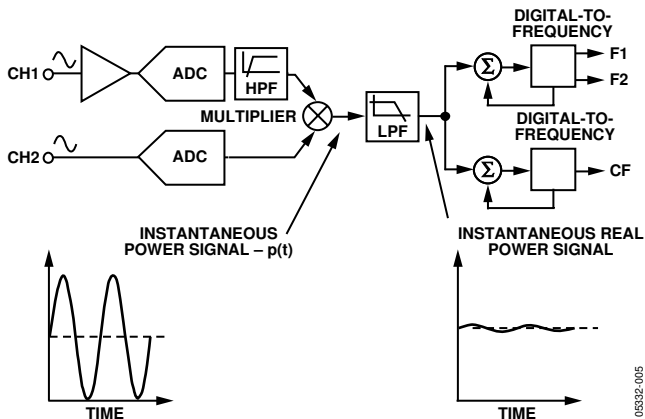 DIGITAL-TO-
FREQUENCY
F1
F2
CH1
ADC
HPF
MULTIPLIER
LPF
Σ
DIGITAL-TO-
FREQUENCY
CH2
ADC
Σ
CF
INSTANTANEOUS
POWER SIGNAL – p(t)
INSTANTANEOUS REAL
POWER SIGNAL
TIME
TIME
05332-005